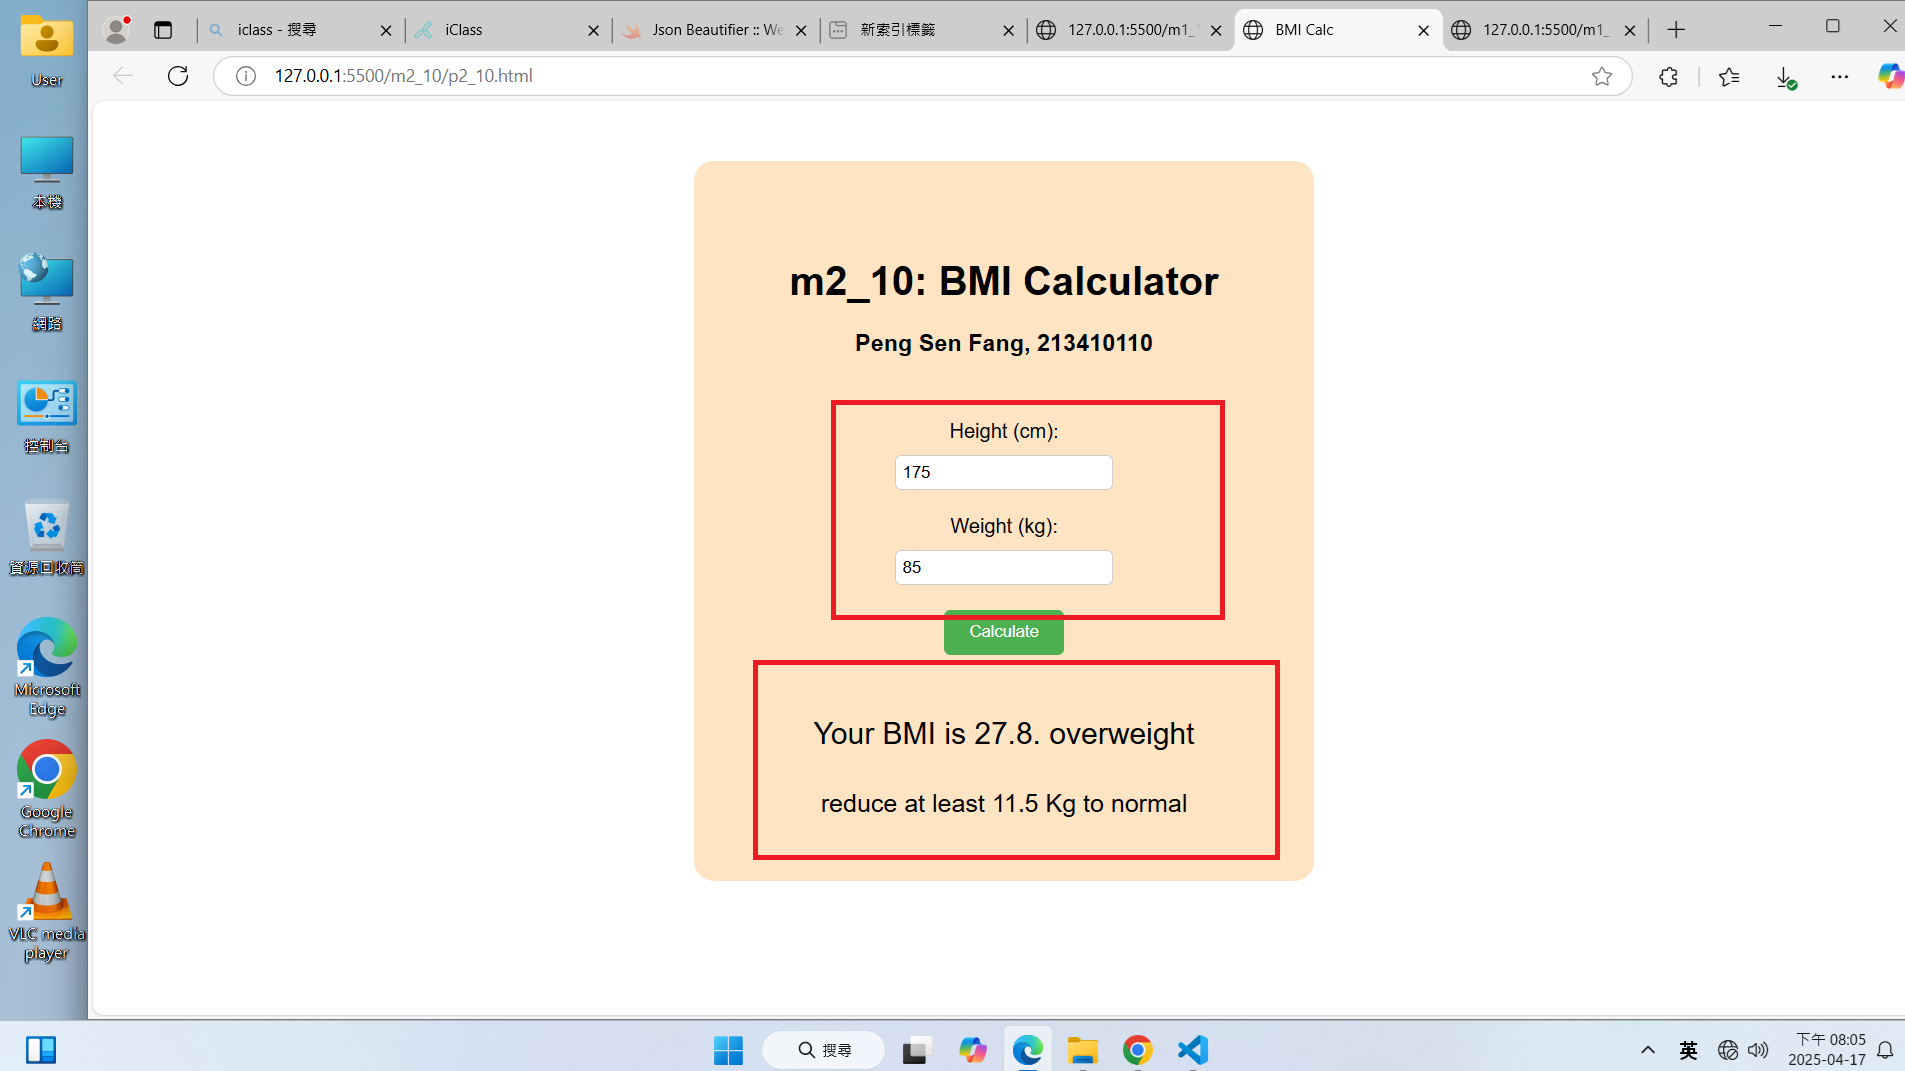 iclass - 搜尋
iClass
Json Beautifier :: We
新索引標籤
127.0.0.1:5500/m1_1
BMI Calc
127.0.0.1:5500/m1_
127.0.0.1:5500/m2_10/p2_10.html
User
本機
網路
控制台
資源回收筒
Microsoft
Edge
Google
Chrome
VLC media
player
m2_10: BMI Calculator
Peng Sen Fang, 213410110
Height (cm):
175
Weight (kg):
85
Calculate
Your BMI is 27.8. overweight
reduce at least 11.5 Kg to normal
搜尋
英
下午 08:05
2025-04-17